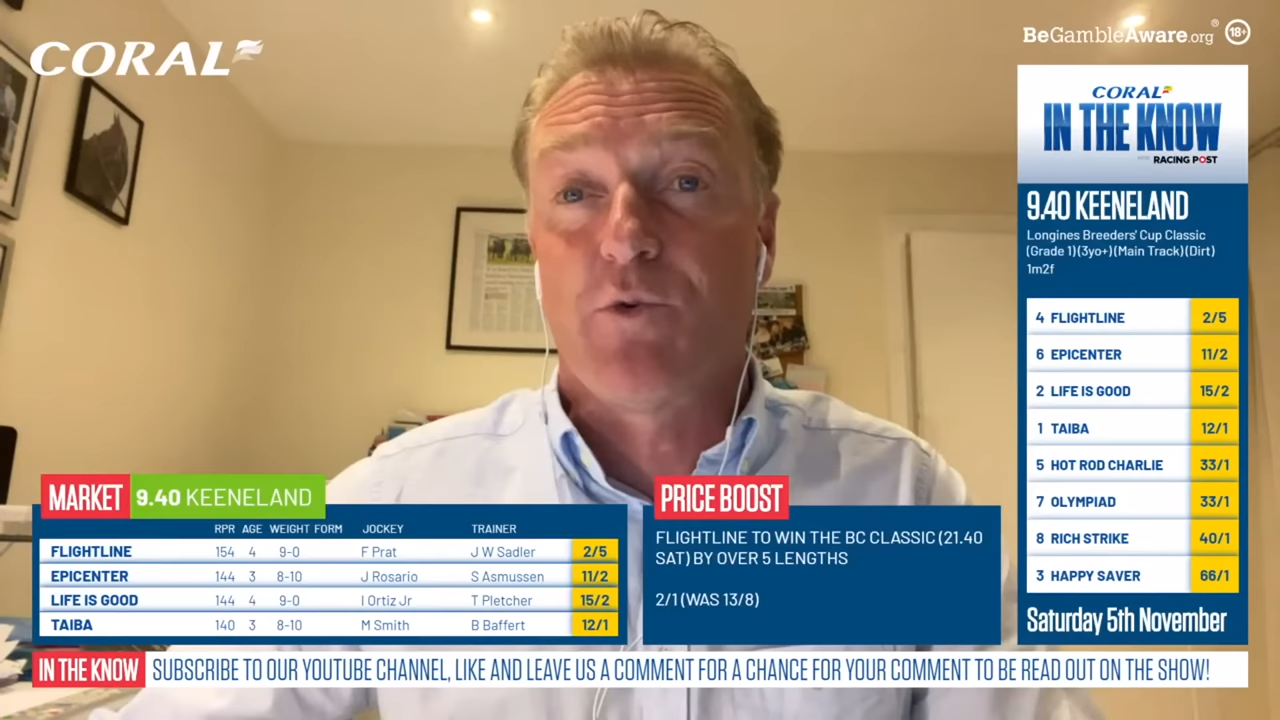 CORAL
BeGambleAware.org® 18+
CORAL
IN THE KNOW
WITH RACING POST
9.40 KEENELAND
Longines Breeders' Cup Classic
(Grade 1)(3yo+)(Main Track)(Dirt)
1m2f
4 FLIGHTLINE 2/5
6 EPICENTER 11/2
2 LIFE IS GOOD 15/2
1 TAIBA 12/1
5 HOT ROD CHARLIE 33/1
7 OLYMPIAD 33/1
8 RICH STRIKE 40/1
3 HAPPY SAVER 66/1
Saturday 5th November
MARKET 9.40 KEENELAND
RPR AGE WEIGHT FORM JOCKEY TRAINER
FLIGHTLINE 154 4 9-0 F Prat J W Sadler 2/5
EPICENTER 144 3 8-10 J Rosario S Asmussen 11/2
LIFE IS GOOD 144 4 9-0 I Ortiz Jr T Pletcher 15/2
TAIBA 140 3 8-10 M Smith B Baffert 12/1
PRICE BOOST
FLIGHTLINE TO WIN THE BC CLASSIC (21.40
SAT) BY OVER 5 LENGTHS
2/1 (WAS 13/8)
IN THE KNOW SUBSCRIBE TO OUR YOUTUBE CHANNEL, LIKE AND LEAVE US A COMMENT FOR A CHANCE FOR YOUR COMMENT TO BE READ OUT ON THE SHOW!